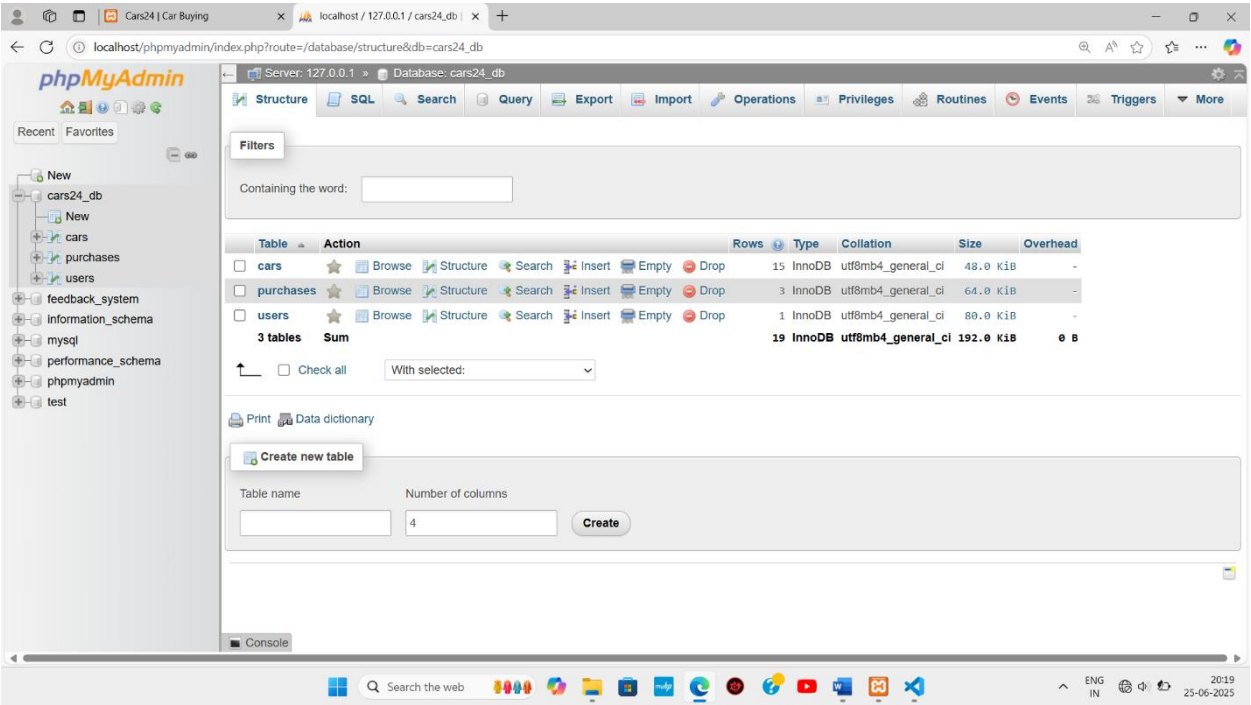 Cars24 | Car Buying
localhost / 127.0.0.1 / cars24_db |
localhost/phpmyadmin/index.php?route=/database/structure&db=cars24_db
phpMyAdmin
Recent Favorites
New
cars24_db
New
cars
purchases
users
feedback_system
information_schema
mysql
performance_schema
phpmyadmin
test
Server: 127.0.0.1 » Database: cars24_db
Structure SQL Search Query Export Import Operations Privileges Routines Events Triggers More
Filters
Containing the word:
Table Action Rows Type Collation Size Overhead
cars Browse Structure Search Insert Empty Drop 15 InnoDB utf8mb4_general_ci 48.0 KiB -
purchases Browse Structure Search Insert Empty Drop 3 InnoDB utf8mb4_general_ci 64.0 KiB -
users Browse Structure Search Insert Empty Drop 1 InnoDB utf8mb4_general_ci 80.0 KiB -
3 tables Sum 19 InnoDB utf8mb4_general_ci 192.0 KiB 0 B
Check all With selected:
Print Data dictionary
Create new table
Table name Number of columns
4 Create
Console
Search the web
ENG
IN
20:19
25-06-2025